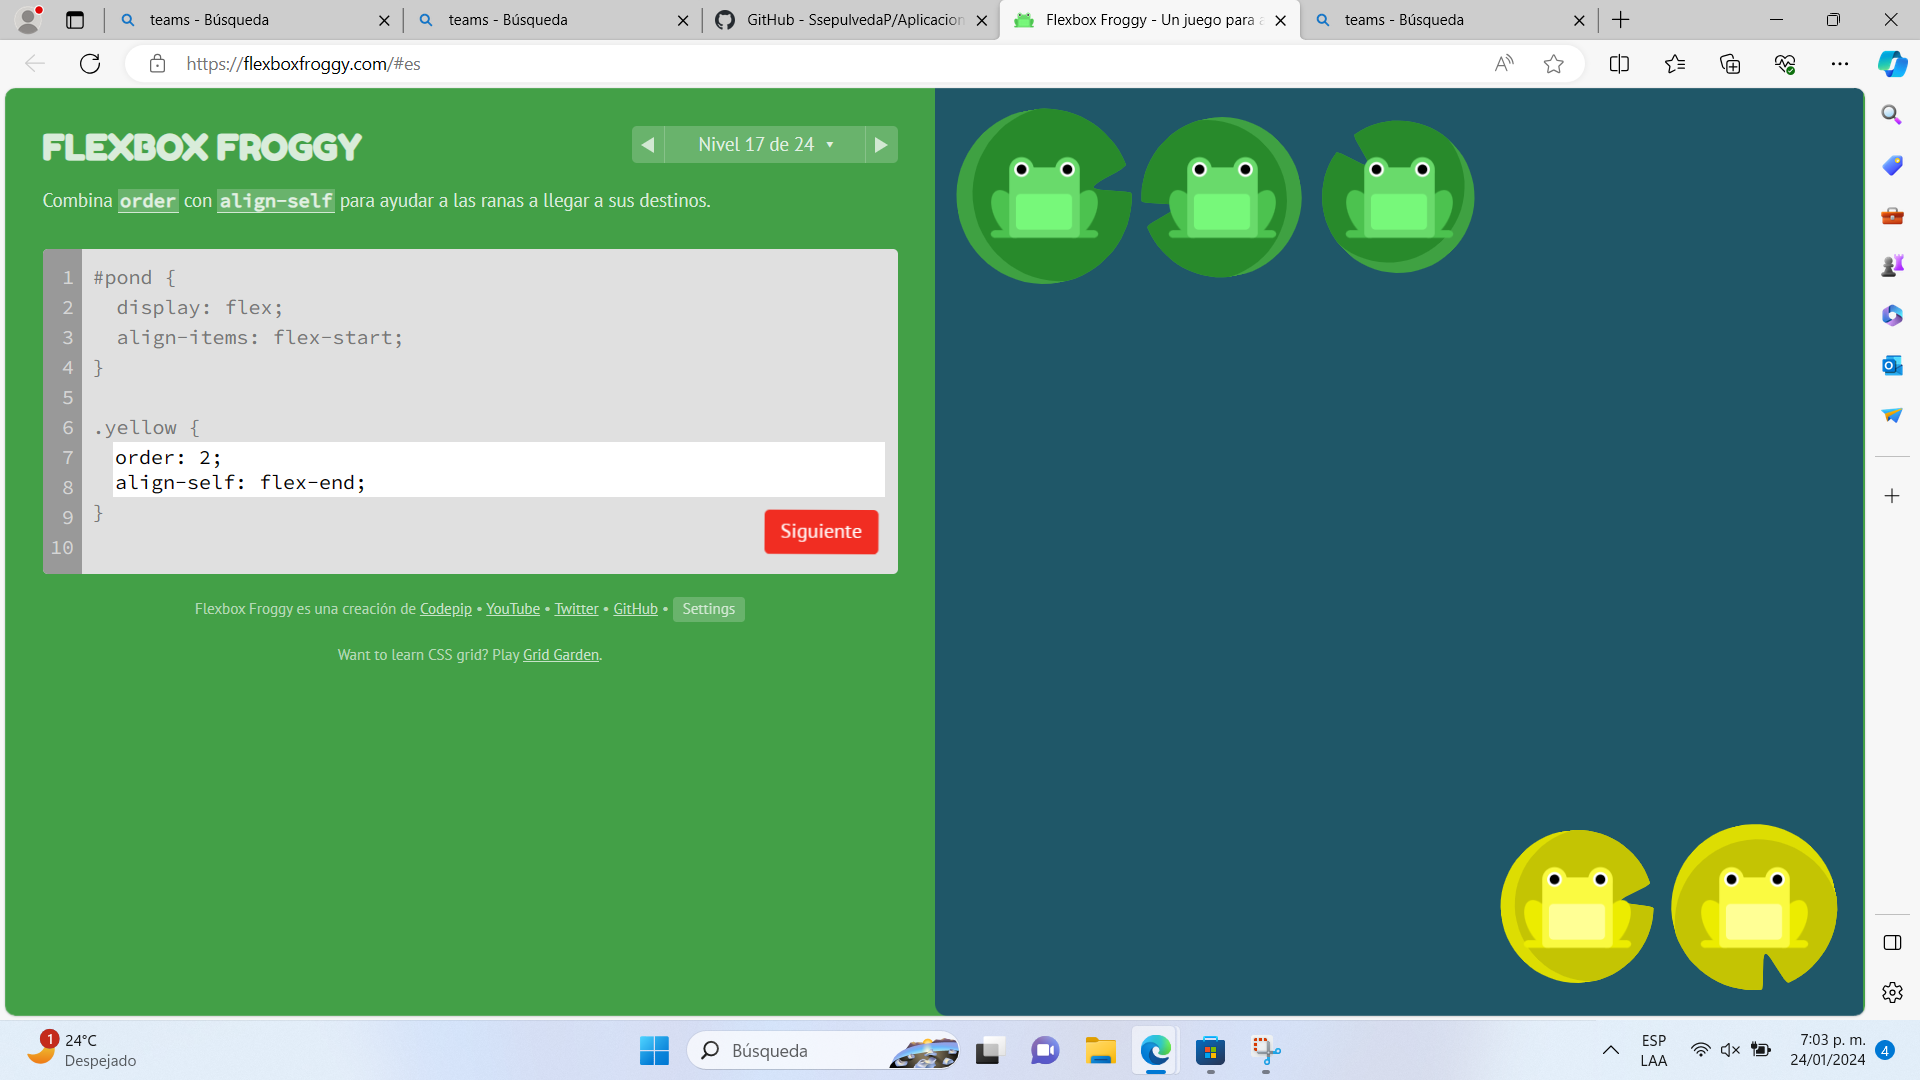 teams - Búsqueda
teams - Búsqueda
GitHub - SsepulvedaP/Aplicacion
Flexbox Froggy - Un juego para a
teams - Búsqueda
https://flexboxfroggy.com/#es
FLEXBOX FROGGY
Nivel 17 de 24
Combina order con align-self para ayudar a las ranas a llegar a sus destinos.
1 #pond {
2 display: flex;
3 align-items: flex-start;
4 }
5
6 .yellow {
7 order: 2;
8 align-self: flex-end;
9 }
10
Siguiente
Flexbox Froggy es una creación de Codepip • YouTube • Twitter • GitHub • Settings
Want to learn CSS grid? Play Grid Garden.
1
24°C
Despejado
Búsqueda
ESP
LAA
7:03 p. m.
24/01/2024
4